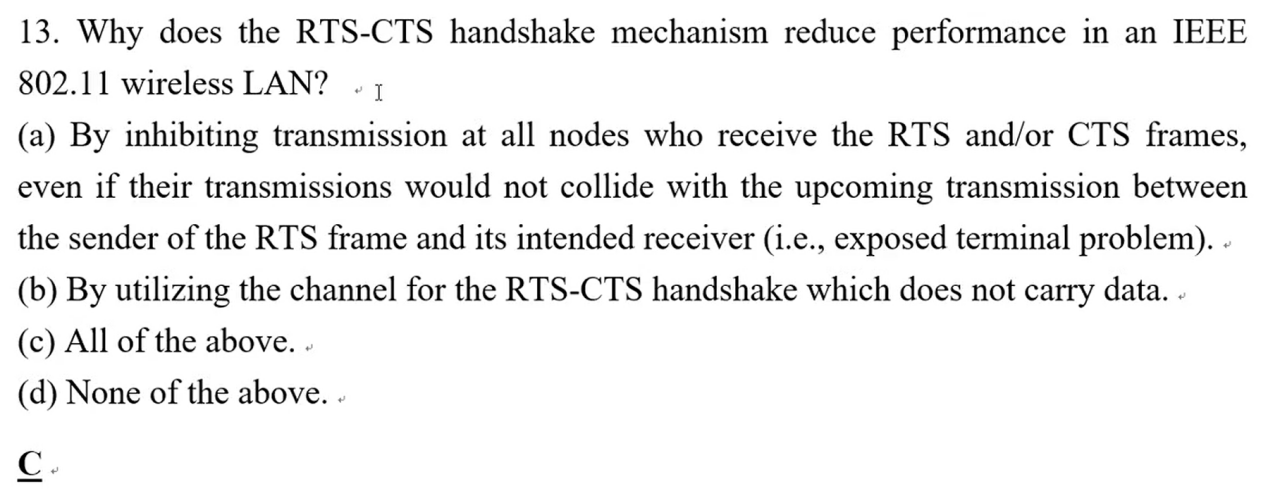 13. Why does the RTS-CTS handshake mechanism reduce performance in an IEEE
802.11 wireless LAN?
(a) By inhibiting transmission at all nodes who receive the RTS and/or CTS frames,
even if their transmissions would not collide with the upcoming transmission between
the sender of the RTS frame and its intended receiver (i.e., exposed terminal problem).
(b) By utilizing the channel for the RTS-CTS handshake which does not carry data.
(c) All of the above.
(d) None of the above.
C